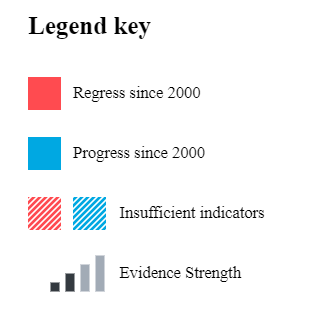 Legend key
Regress since 2000
Progress since 2000
Insufficient indicators
Evidence Strength